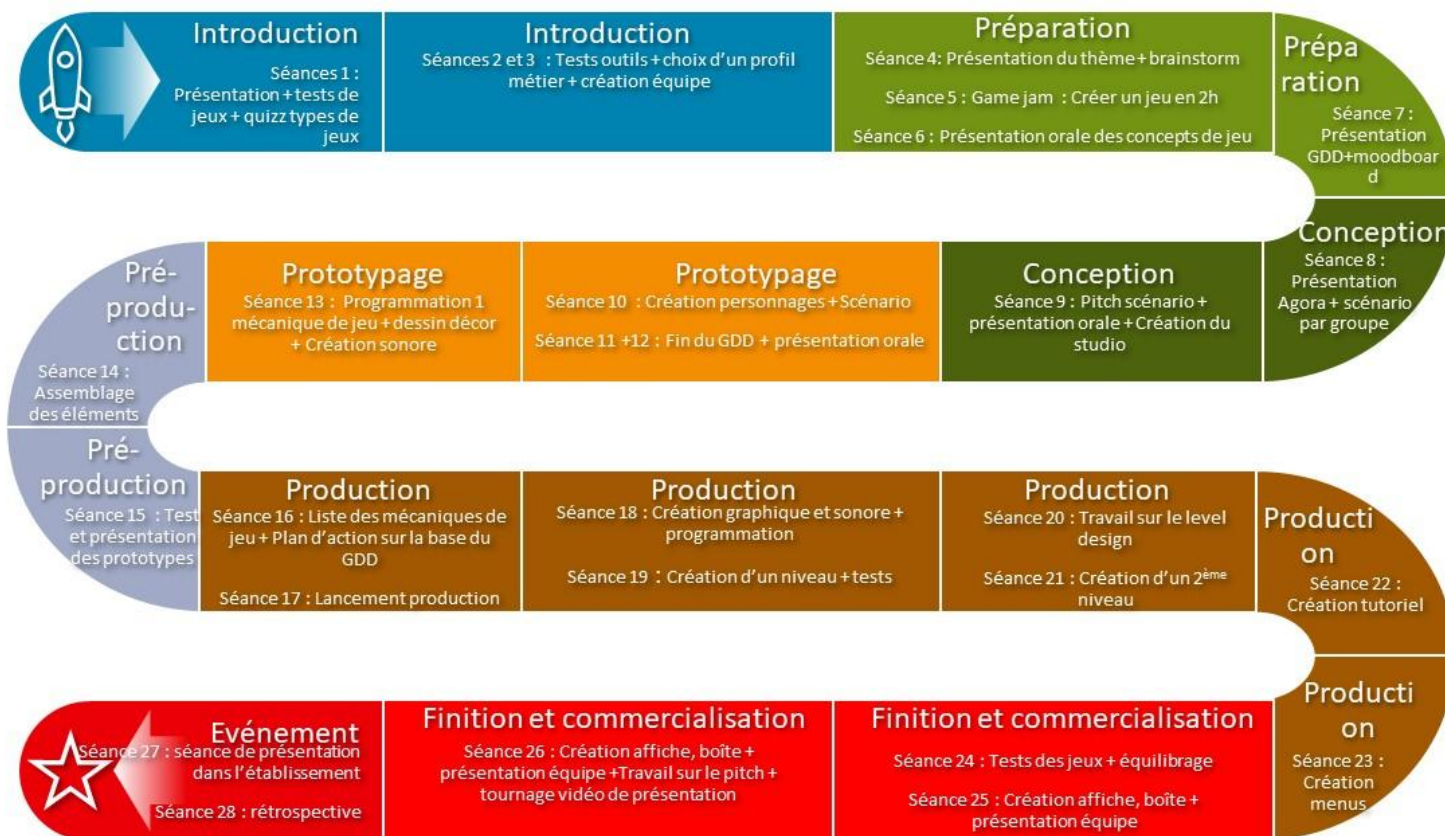 Introduction
Séances 1 :
Présentation + tests de
jeux + quizz types de
jeux
Introduction
Séances 2 et 3 : Tests outils + choix d'un profil
métier + création équipe
Préparation
Séance 4: Présentation du thème + brainstorm
Séance 5 : Game jam : Créer un jeu en 2h
Séance 6 : Présentation orale des concepts de jeu
Prépa
ration
Séance 7 :
Présentation
GDD+moodboar
d
Conception
Séance 8 :
Présentation
Agora + scénario
par groupe
Conception
Séance 9 : Pitch scénario +
présentation orale + Création du
studio
Prototypage
Séance 10 : Création personnages + Scénario
Séance 11 +12 : Fin du GDD + présentation orale
Prototypage
Séance 13 : Programmation 1
mécanique de jeu + dessin décor
+ Création sonore
Pré-
produ-
ction
Séance 14 :
Assemblage
des éléments
Pré-
production
Séance 15 : Test
et présentation
des prototypes
Production
Séance 16 : Liste des mécaniques de
jeu + Plan d'action sur la base du
GDD
Séance 17 : Lancement production
Production
Séance 18 : Création graphique et sonore +
programmation
Séance 19 : Création d'un niveau + tests
Production
Séance 20 : Travail sur le level
design
Séance 21 : Création d'un 2ème
niveau
Producti
on
Séance 22 :
Création tutoriel
Producti
on
Séance 23 :
Création
menus
Finition et commercialisation
Séance 24 : Tests des jeux + équilibrage
Séance 25 : Création affiche, boîte +
présentation équipe
Finition et commercialisation
Séance 26 : Création affiche, boîte +
présentation équipe +Travail sur le pitch +
tournage vidéo de présentation
Evénement
Séance 27 : séance de présentation
dans l'établissement
Séance 28 : rétrospective